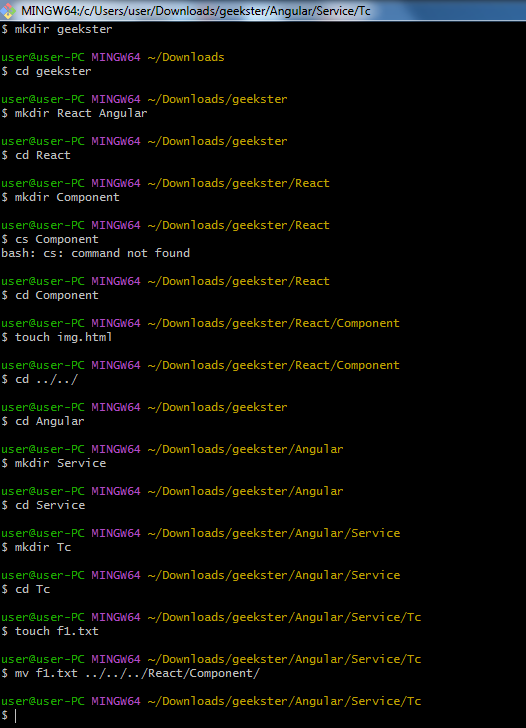 MINGW64:/c/Users/user/Downloads/geekster/Angular/Service/Tc
$ mkdir geekster
user@user-PC MINGW64 ~/Downloads
$ cd geekster
user@user-PC MINGW64 ~/Downloads/geekster
$ mkdir React Angular
user@user-PC MINGW64 ~/Downloads/geekster
$ cd React
user@user-PC MINGW64 ~/Downloads/geekster/React
$ mkdir Component
user@user-PC MINGW64 ~/Downloads/geekster/React
$ cs Component
bash: cs: command not found
user@user-PC MINGW64 ~/Downloads/geekster/React
$ cd Component
user@user-PC MINGW64 ~/Downloads/geekster/React/Component
$ touch img.html
user@user-PC MINGW64 ~/Downloads/geekster/React/Component
$ cd ../../
user@user-PC MINGW64 ~/Downloads/geekster
$ cd Angular
user@user-PC MINGW64 ~/Downloads/geekster/Angular
$ mkdir Service
user@user-PC MINGW64 ~/Downloads/geekster/Angular
$ cd Service
user@user-PC MINGW64 ~/Downloads/geekster/Angular/Service
$ mkdir Tc
user@user-PC MINGW64 ~/Downloads/geekster/Angular/Service
$ cd Tc
user@user-PC MINGW64 ~/Downloads/geekster/Angular/Service/Tc
$ touch f1.txt
user@user-PC MINGW64 ~/Downloads/geekster/Angular/Service/Tc
$ mv f1.txt ../../../React/Component/
user@user-PC MINGW64 ~/Downloads/geekster/Angular/Service/Tc
$